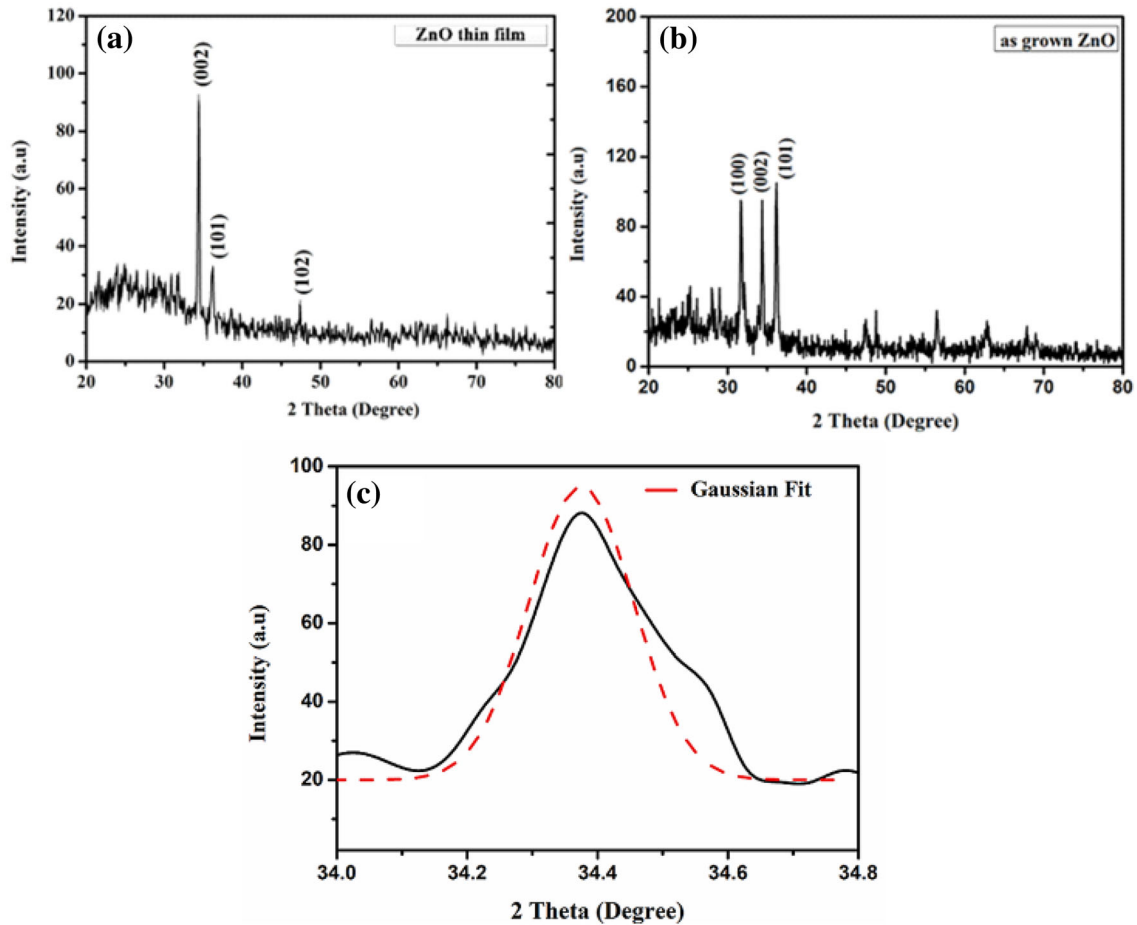 (a)
ZnO thin film
(002)
(101)
(102)
120
100
80
60
40
20
0
20 30 40 50 60 70 80
Intensity (a.u)
2 Theta (Degree)
(b)
as grown ZnO
(100)
(002)
(101)
200
160
120
80
40
0
20 30 40 50 60 70 80
Intensity (a.u)
2 Theta (Degree)
(c)
Gaussian Fit
100
80
60
40
20
34.0 34.2 34.4 34.6 34.8
Intensity (a.u)
2 Theta (Degree)